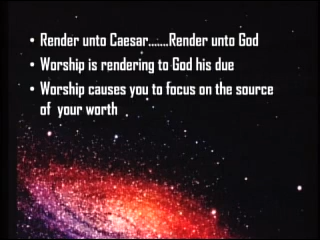 • Render unto Caesar.......Render unto God
• Worship is rendering to God his due
• Worship causes you to focus on the source
of your worth